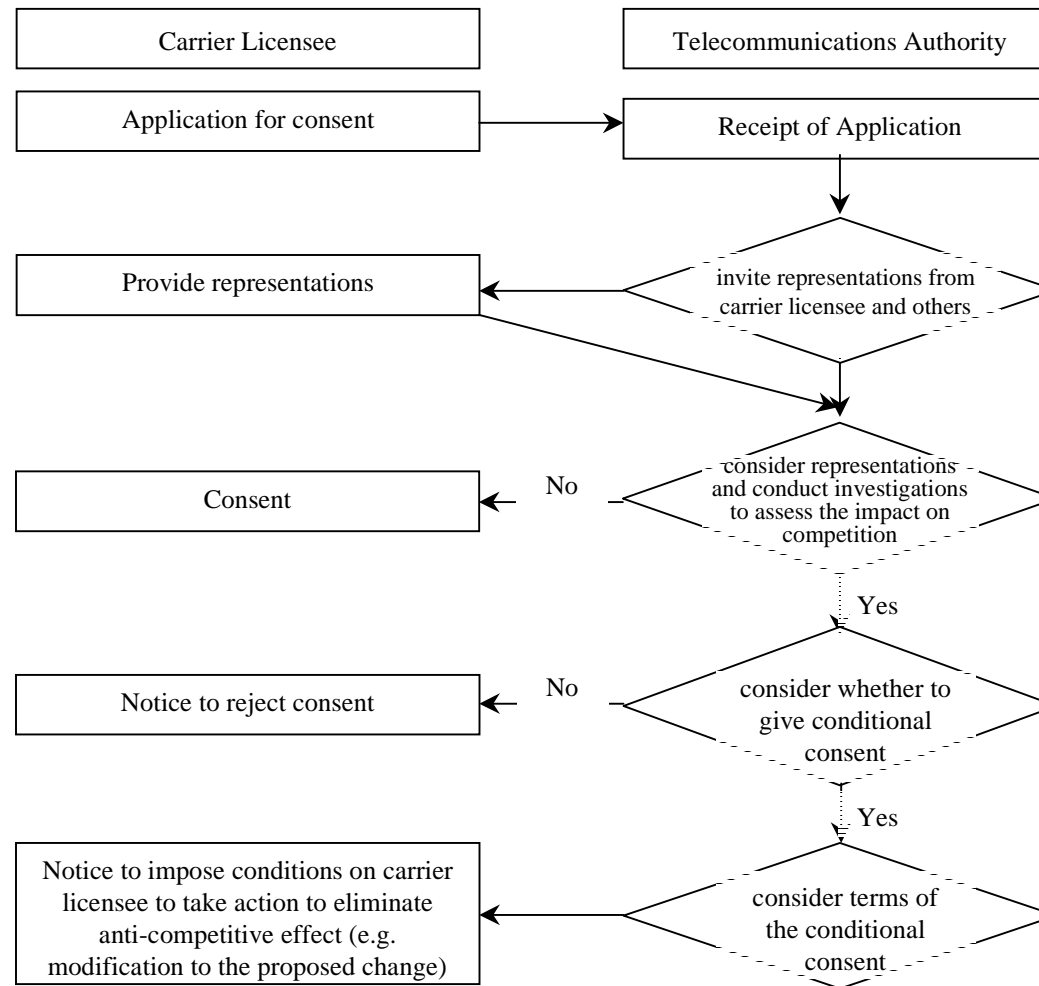 Carrier Licensee
Telecommunications Authority
Application for consent
Receipt of Application
Provide representations
invite representations from
carrier licensee and others
Consent
No
consider representations
and conduct investigations
to assess the impact on
competition
Yes
Notice to reject consent
No
consider whether to
give conditional
consent
Yes
Notice to impose conditions on carrier
licensee to take action to eliminate
anti-competitive effect (e.g.
modification to the proposed change)
consider terms of
the conditional
consent